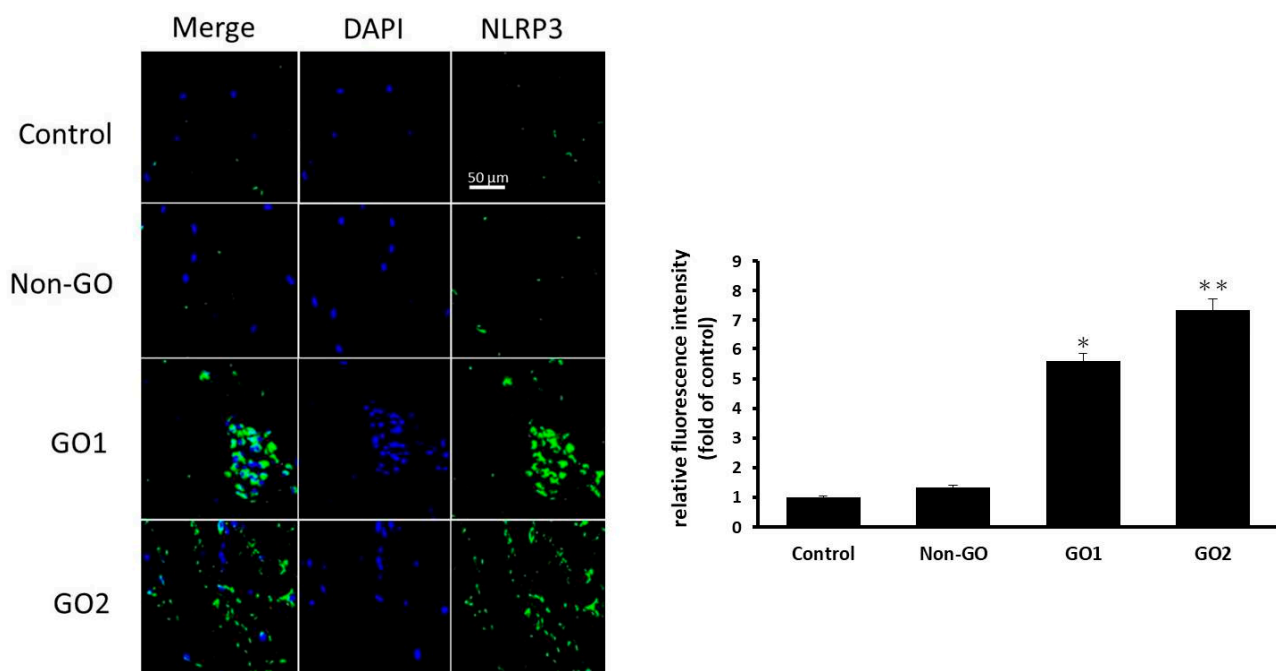 Merge DAPI NLRP3
Control
50 μm
Non-GO
GO1
GO2
relative fluorescence intensity
(fold of control)
9
8
7
6
5
4
3
2
1
0
*
**
Control Non-GO GO1 GO2